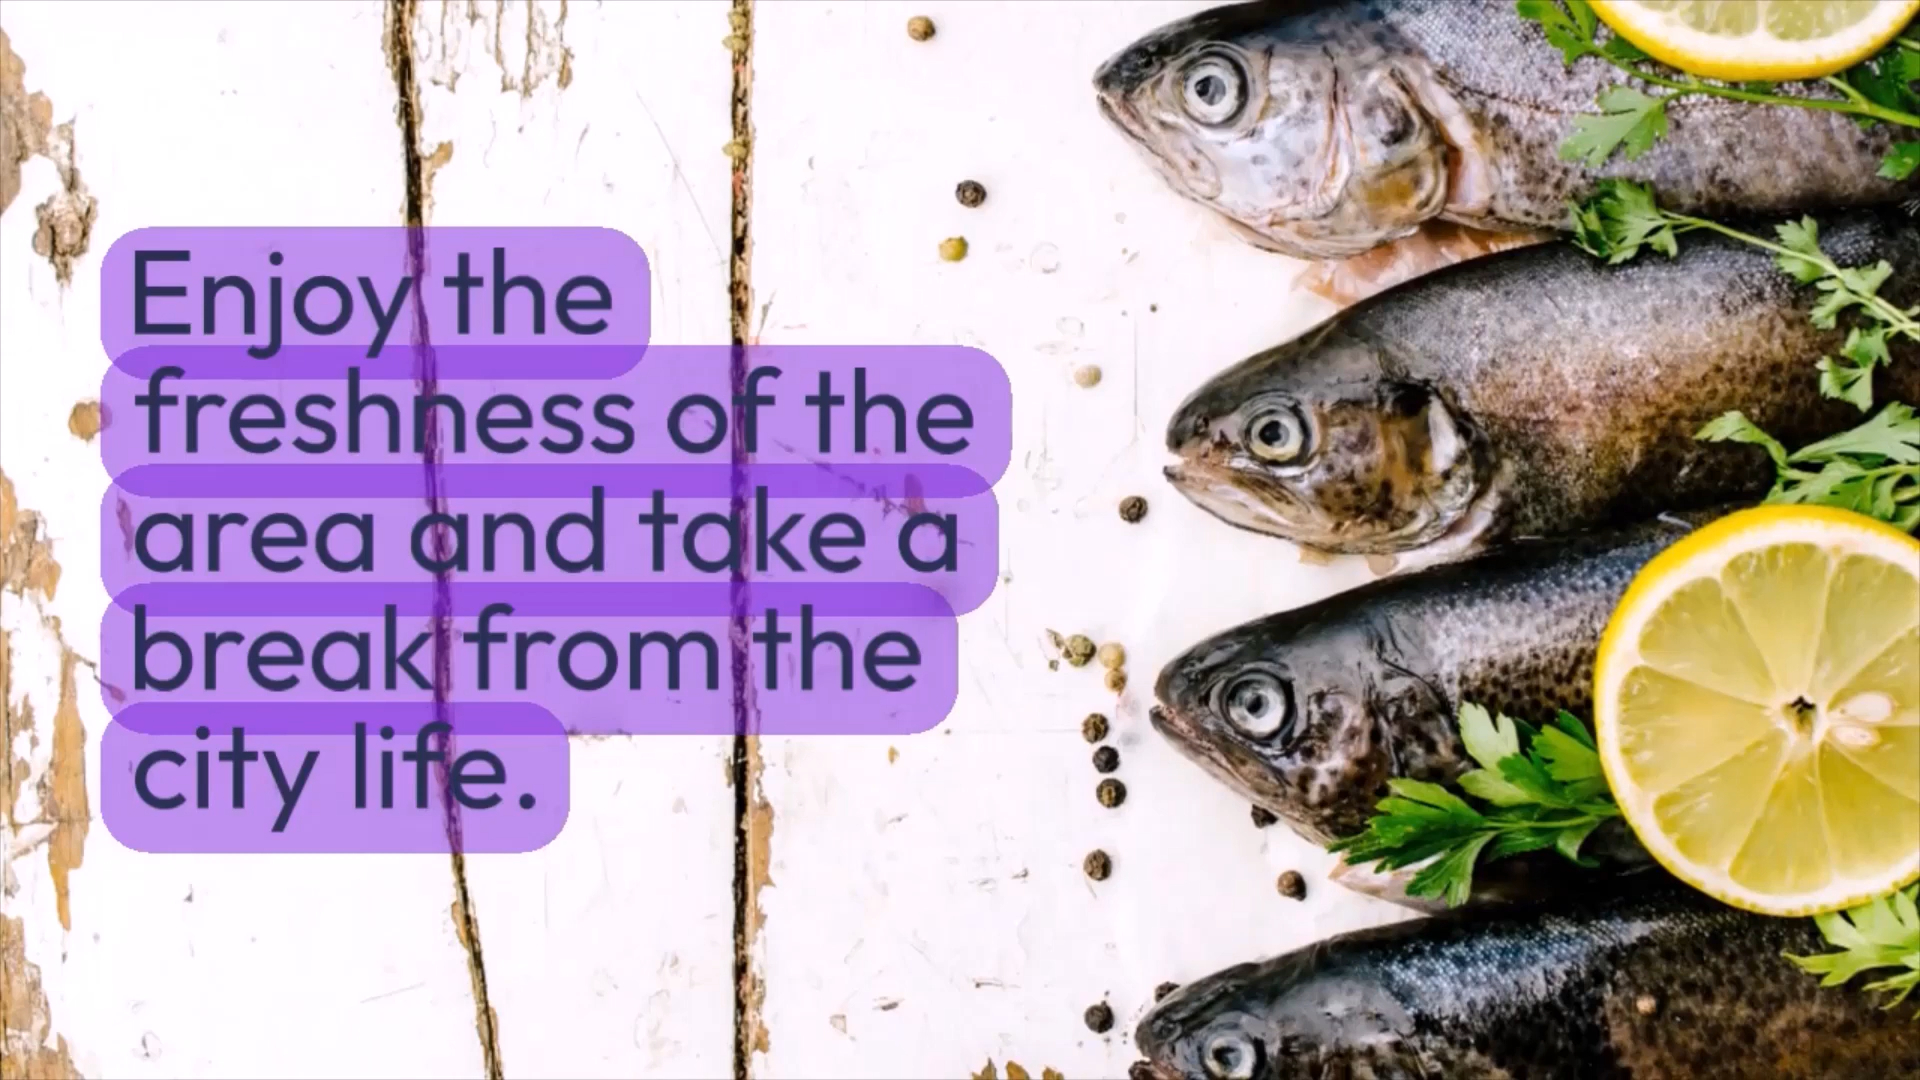 Enjoy the
freshness of the
area and take a
break from the
city life.